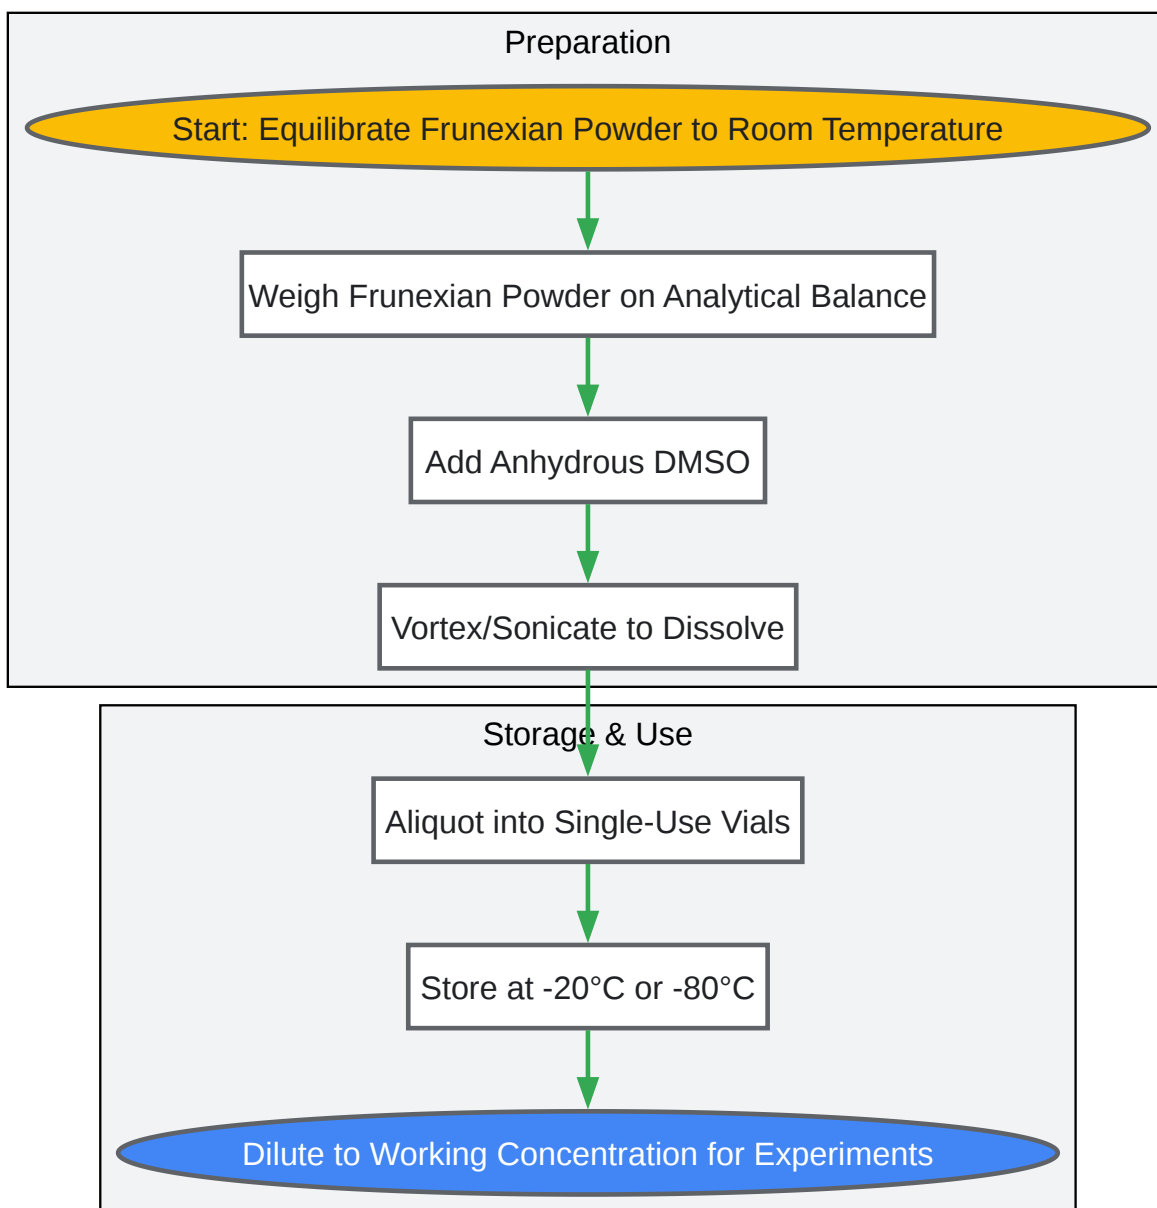 Preparation
Start: Equilibrate Frunexian Powder to Room Temperature
Weigh Frunexian Powder on Analytical Balance
Add Anhydrous DMSO
Vortex/Sonicate to Dissolve
Storage & Use
Aliquot into Single-Use Vials
Store at -20°C or -80°C
Dilute to Working Concentration for Experiments